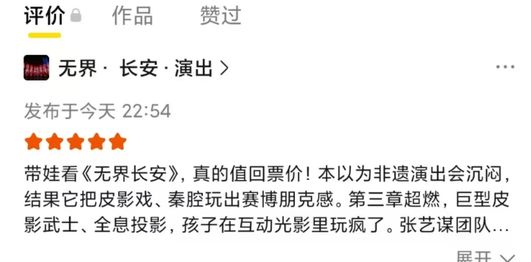 评价 作品 赞过
无界 · 长安 · 演出 >
发布于今天 22:54
带娃看《无界长安》，真的值回票价！本以为非遗演出会沉闷，
结果它把皮影戏、秦腔玩出赛博朋克感。第三章超燃，巨型皮
影武士、全息投影，孩子在互动光影里玩疯了。张艺谋团队...
展开